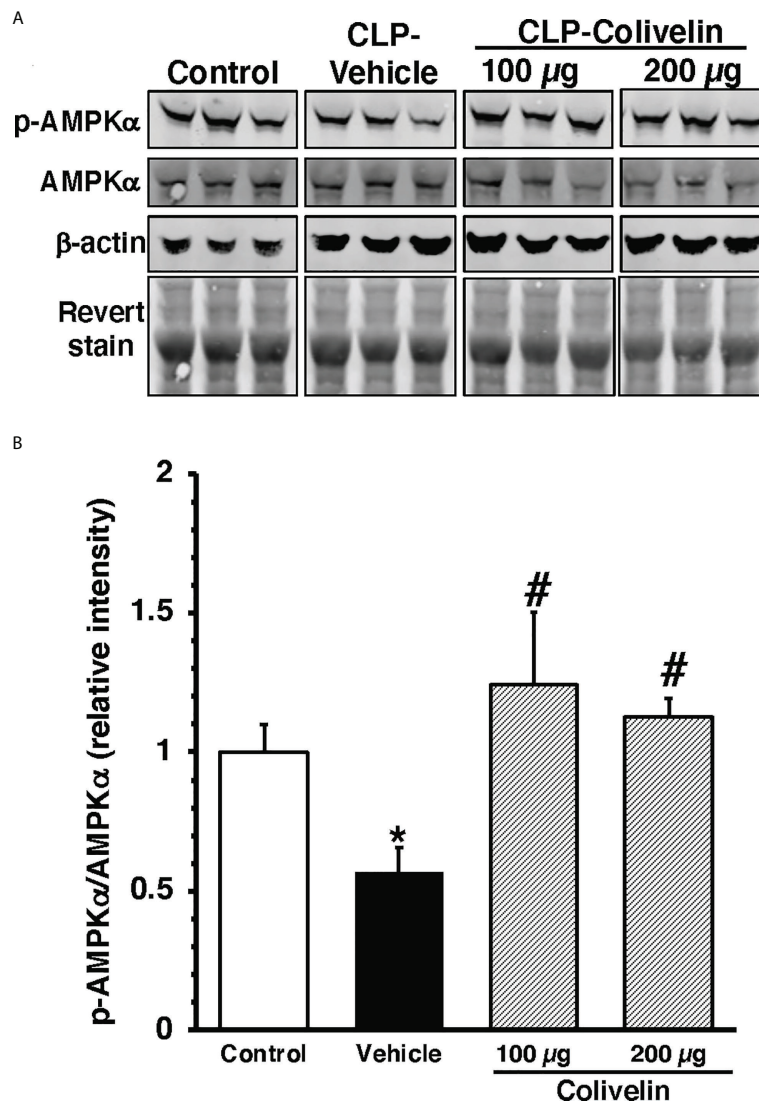 A
CLP-
Vehicle
CLP-Colivelin
Control
100 µg
200 µg
p-AMPKα
AMPKα
β-actin
Revert
stain
B
p-AMPKα/AMPKα (relative intensity)
2
1.5
1
0.5
0
*
#
#
Control
Vehicle
100 µg
200 µg
Colivelin